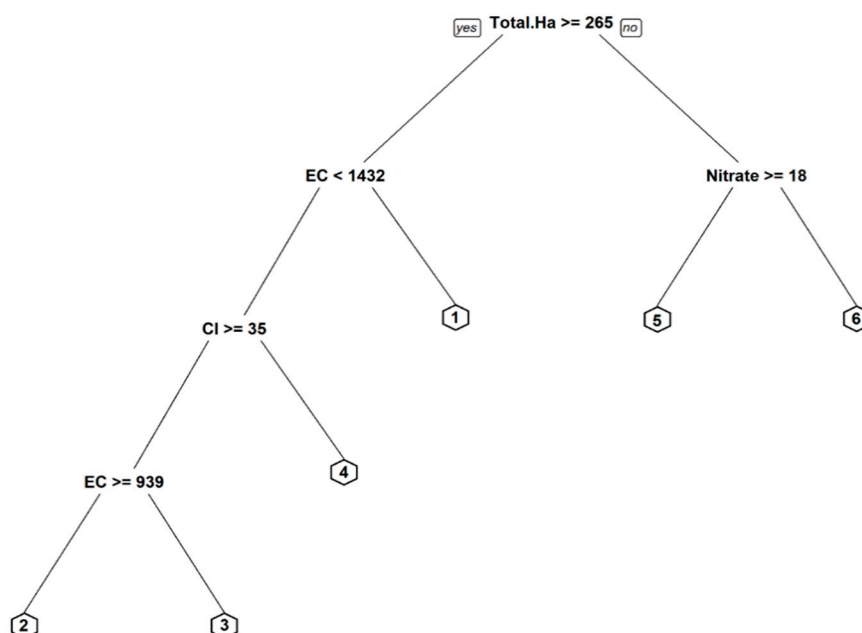 yes Total.Ha >= 265 no
EC < 1432
Nitrate >= 18
Cl >= 35
1
5
6
EC >= 939
4
2
3